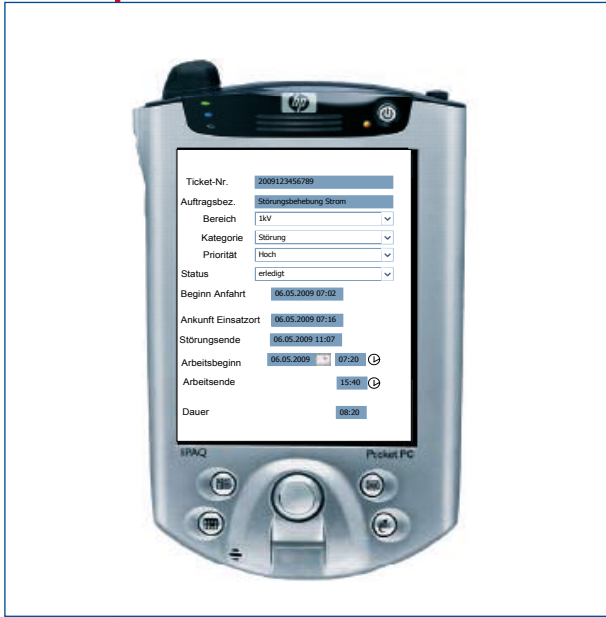 hp
Ticket-Nr. 2009123456789
Auftragsbez. Störungsbehebung Strom
Bereich 1kV
Kategorie Störung
Priorität Hoch
Status erledigt
Beginn Anfahrt 06.05.2009 07:02
Ankunft Einsatzort 06.05.2009 07:16
Störungsende 06.05.2009 11:07
Arbeitsbeginn 06.05.2009 07:20
Arbeitsende 15:40
Dauer 08:20
iPAQ Pocket PC